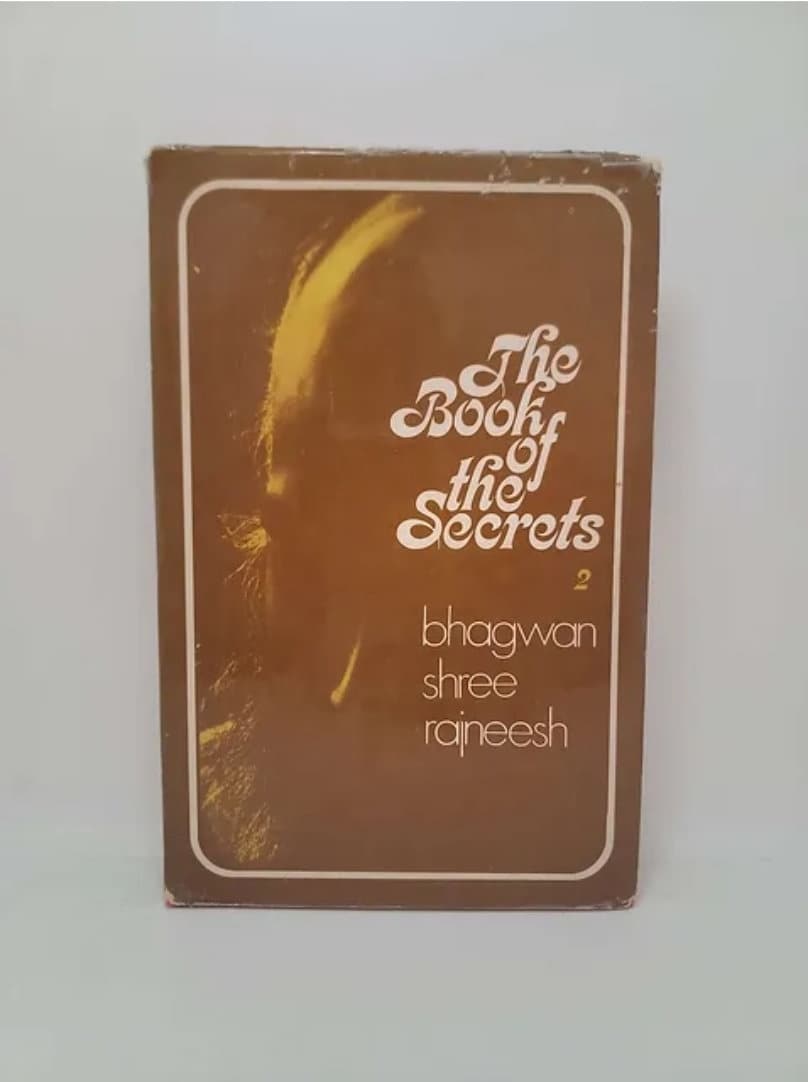 The
Book
of
the
Secrets
2
bhagwan
shree
rajneesh